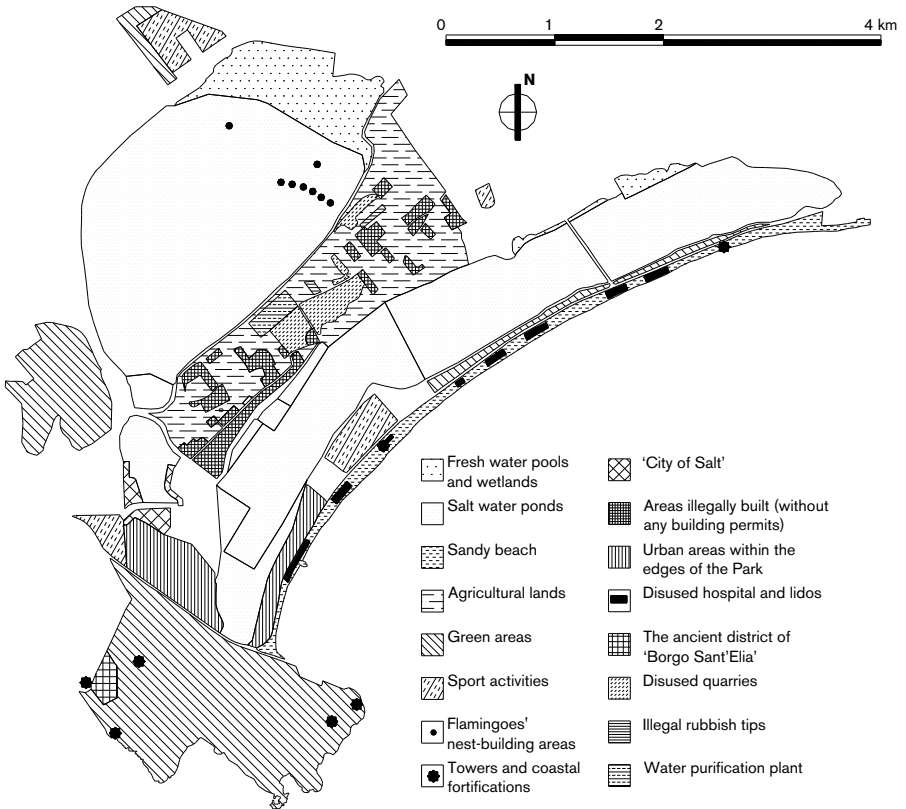 0 1 2 4 km
N
Fresh water pools
and wetlands
Salt water ponds
Sandy beach
Agricultural lands
Green areas
Sport activities
Flamingoes'
nest-building areas
Towers and coastal
fortifications
'City of Salt'
Areas illegally built (without
any building permits)
Urban areas within the
edges of the Park
Disused hospital and lidos
The ancient district of
'Borgo Sant'Elia'
Disused quarries
Illegal rubbish tips
Water purification plant